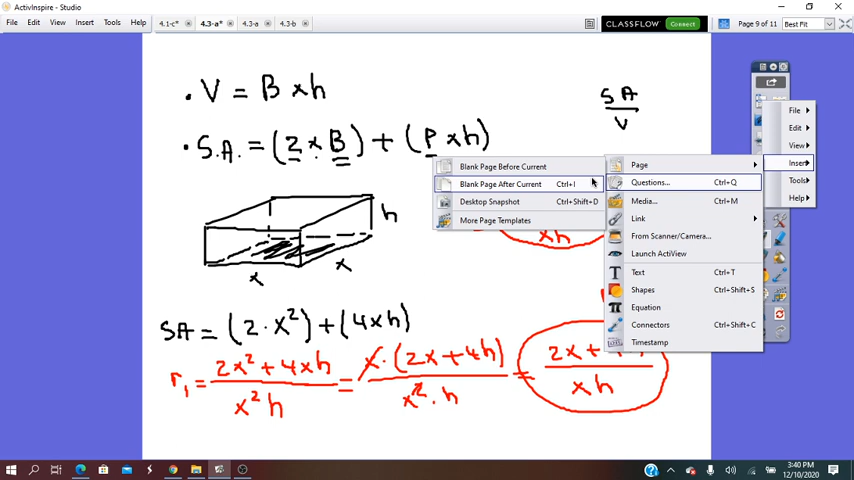 ActivInspire - Studio
File Edit View Insert Tools Help
4.1-c* 4.3-a* 4.3-a 4.3-b
CLASSFLOW Connect
Page 9 of 11 Best Fit
• V = B x h
• S.A. = (2 x B) + (P x h)
SA
V
h
x x
SA = (2 · x²) + (4xh)
r₁ = 2x² + 4xh / x²h = x · (2x + 4h) / x² · h = 2x + / xh
xh
File
Edit
View
Insert
Tools
Help
Page
Questions... Ctrl+Q
Media... Ctrl+M
Link
From Scanner/Camera...
Launch ActiView
Text Ctrl+T
Shapes Ctrl+Shift+S
Equation
Connectors Ctrl+Shift+C
Timestamp
Blank Page Before Current
Blank Page After Current Ctrl+I
Desktop Snapshot Ctrl+Shift+D
More Page Templates
3:40 PM
12/10/2020